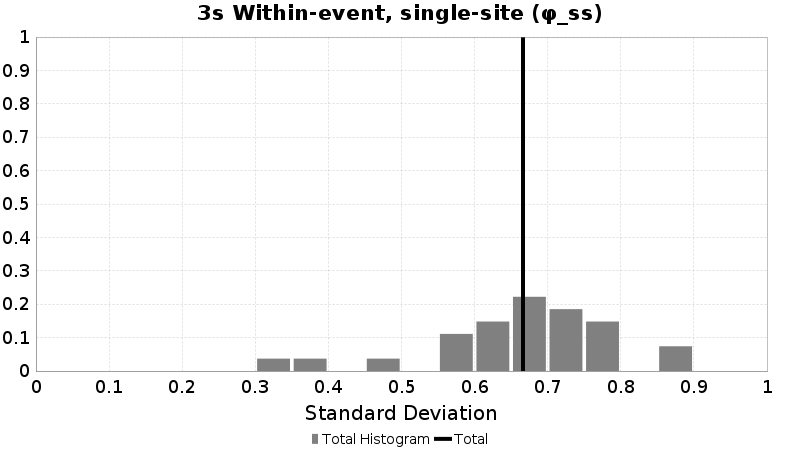 3s Within-event, single-site (φ_ss)
1
0.9
0.8
0.7
0.6
0.5
0.4
0.3
0.2
0.1
0
0 0.1 0.2 0.3 0.4 0.5 0.6 0.7 0.8 0.9 1
Standard Deviation
Total Histogram Total